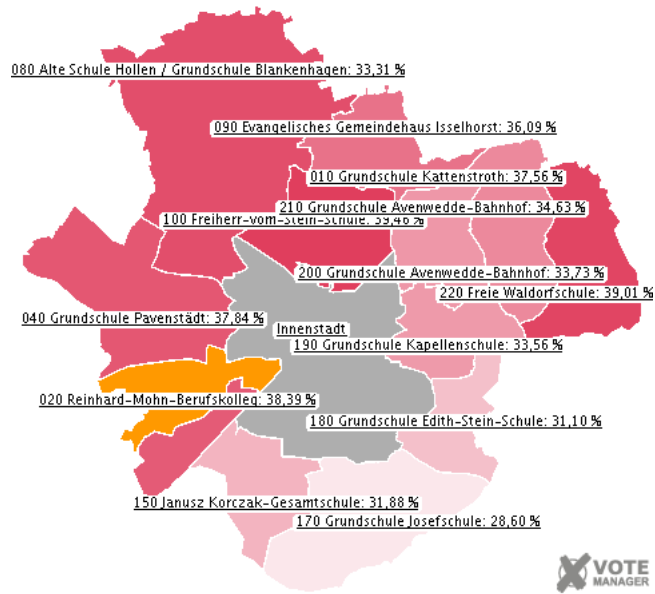 080 Alte Schule Hollen / Grundschule Blankenhagen: 33,31 %
090 Evangelisches Gemeindehaus Isselhorst: 36,09 %
010 Grundschule Kattenstroth: 37,56 %
210 Grundschule Avenwedde-Bahnhof: 34,63 %
100 Freiherr-vom-Stein-Schule: 39,46 %
200 Grundschule Avenwedde-Bahnhof: 33,73 %
220 Freie Waldorfschule: 39,01 %
040 Grundschule Pavenstädt: 37,84 %
Innenstadt
190 Grundschule Kapellenschule: 33,56 %
020 Reinhard-Mohn-Berufskolleg: 38,39 %
180 Grundschule Edith-Stein-Schule: 31,10 %
150 Janusz Korczak-Gesamtschule: 31,88 %
170 Grundschule Josefschule: 28,60 %
VOTE
MANAGER